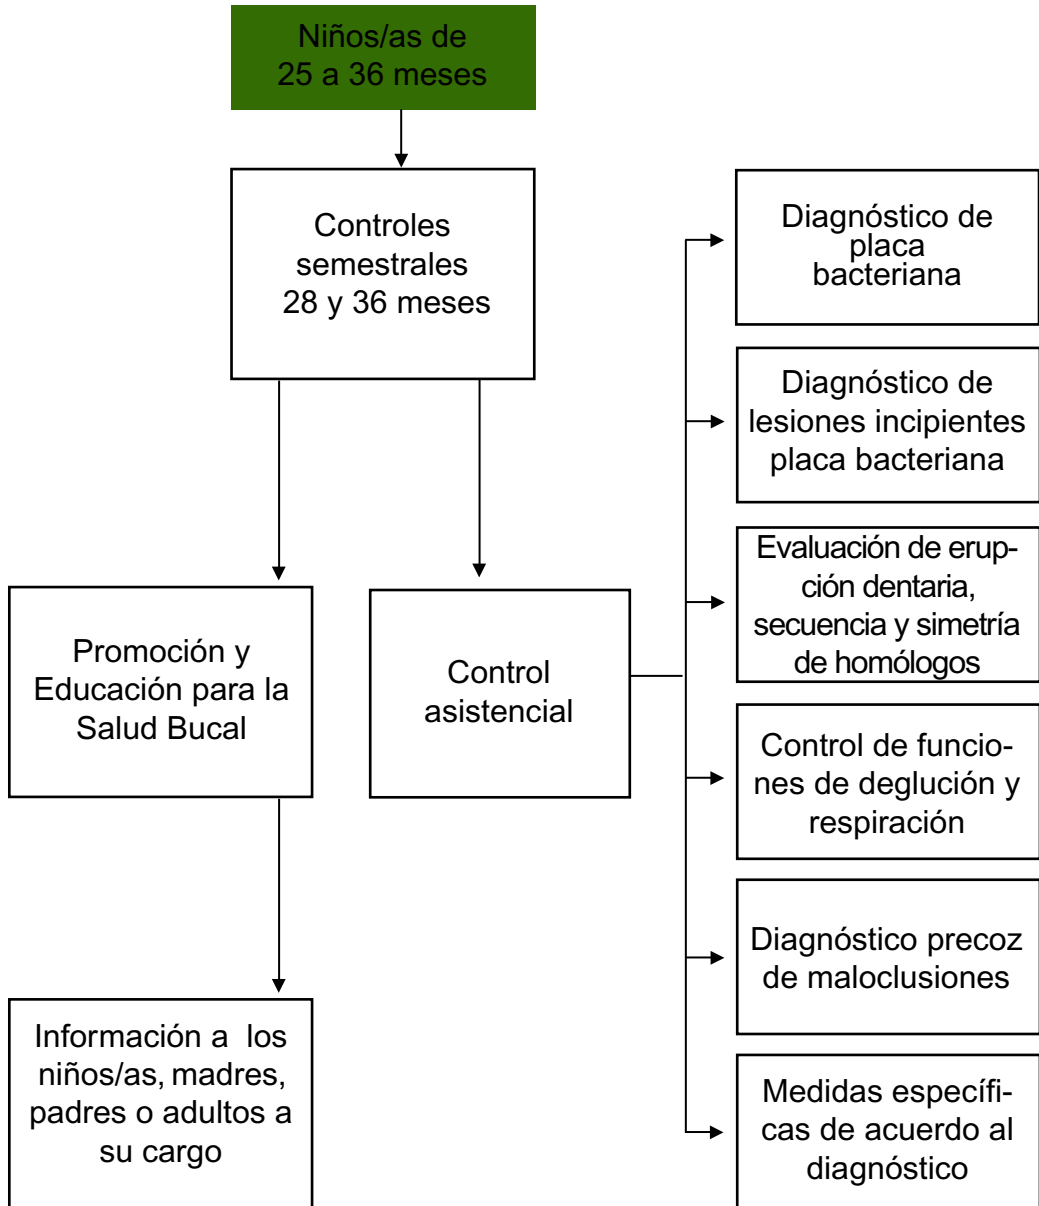 Niños/as de
25 a 36 meses
Controles
semestrales
28 y 36 meses
Promoción y
Educación para la
Salud Bucal
Información a los
niños/as, madres,
padres o adultos a
su cargo
Control
asistencial
Diagnóstico de
placa
bacteriana
Diagnóstico de
lesiones incipientes
placa bacteriana
Evaluación de erup-
ción dentaria,
secuencia y simetría
de homólogos
Control de funcio-
nes de deglución y
respiración
Diagnóstico precoz
de maloclusiones
Medidas específi-
cas de acuerdo al
diagnóstico